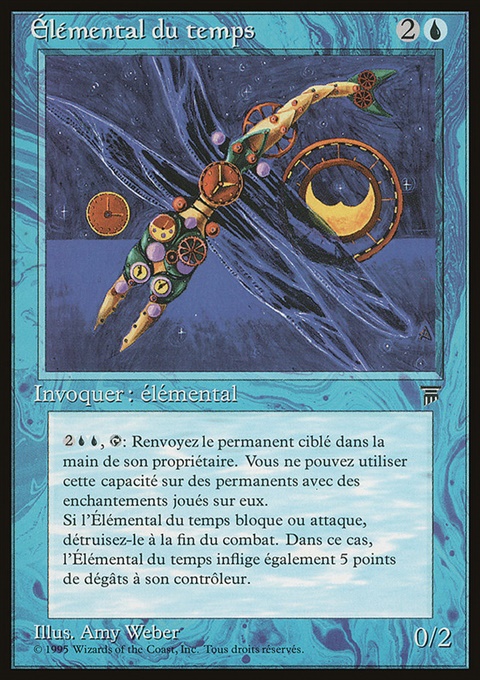 Élémental du temps 2
Invoquer : élémental
2, : Renvoyez le permanent ciblé dans la
main de son propriétaire. Vous ne pouvez utiliser
cette capacité sur des permanents avec des
enchantements joués sur eux.
Si l'Élémental du temps bloque ou attaque,
détruisez-le à la fin du combat. Dans ce cas,
l'Élémental du temps inflige également 5 points
de dégâts à son contrôleur.
Illus. Amy Weber
0/2
© 1995 Wizards of the Coast, Inc. Tous droits réservés.